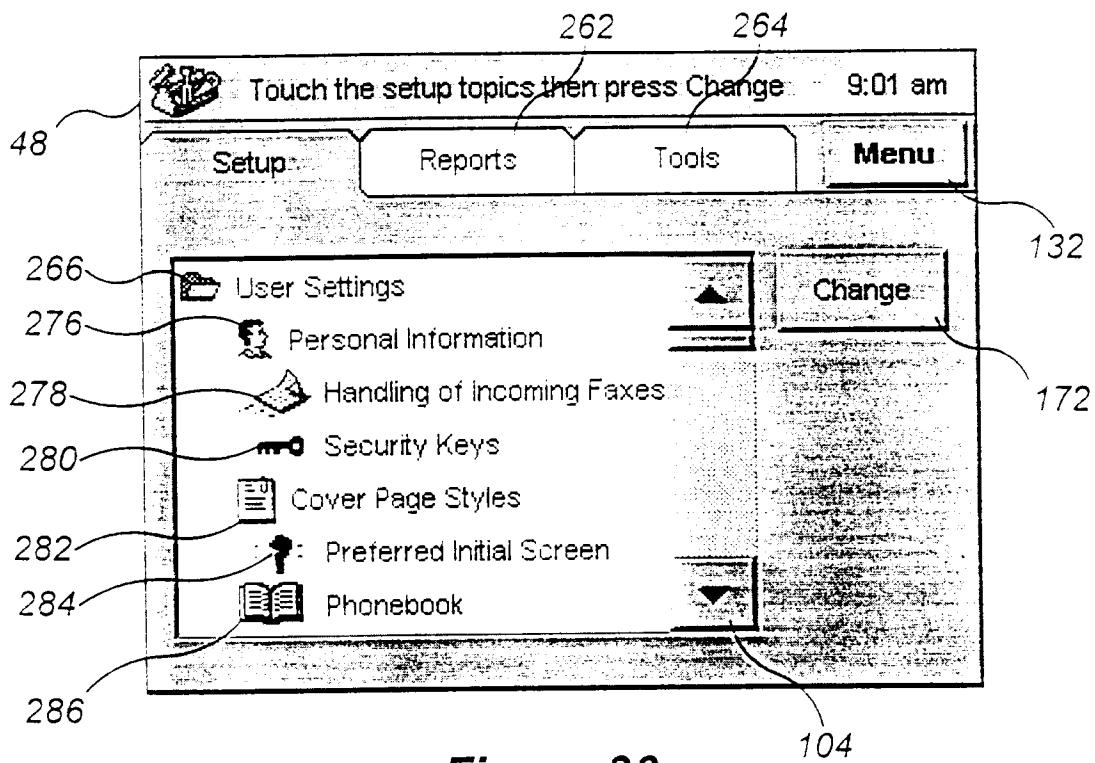 262 264
Touch the setup topics then press Change 9:01 am
48
Setup Reports Tools Menu
132
266 User Settings Change
276 Personal Information
278 Handling of Incoming Faxes 172
280 Security Keys
Cover Page Styles
282
Preferred Initial Screen
284 Phonebook
286
104